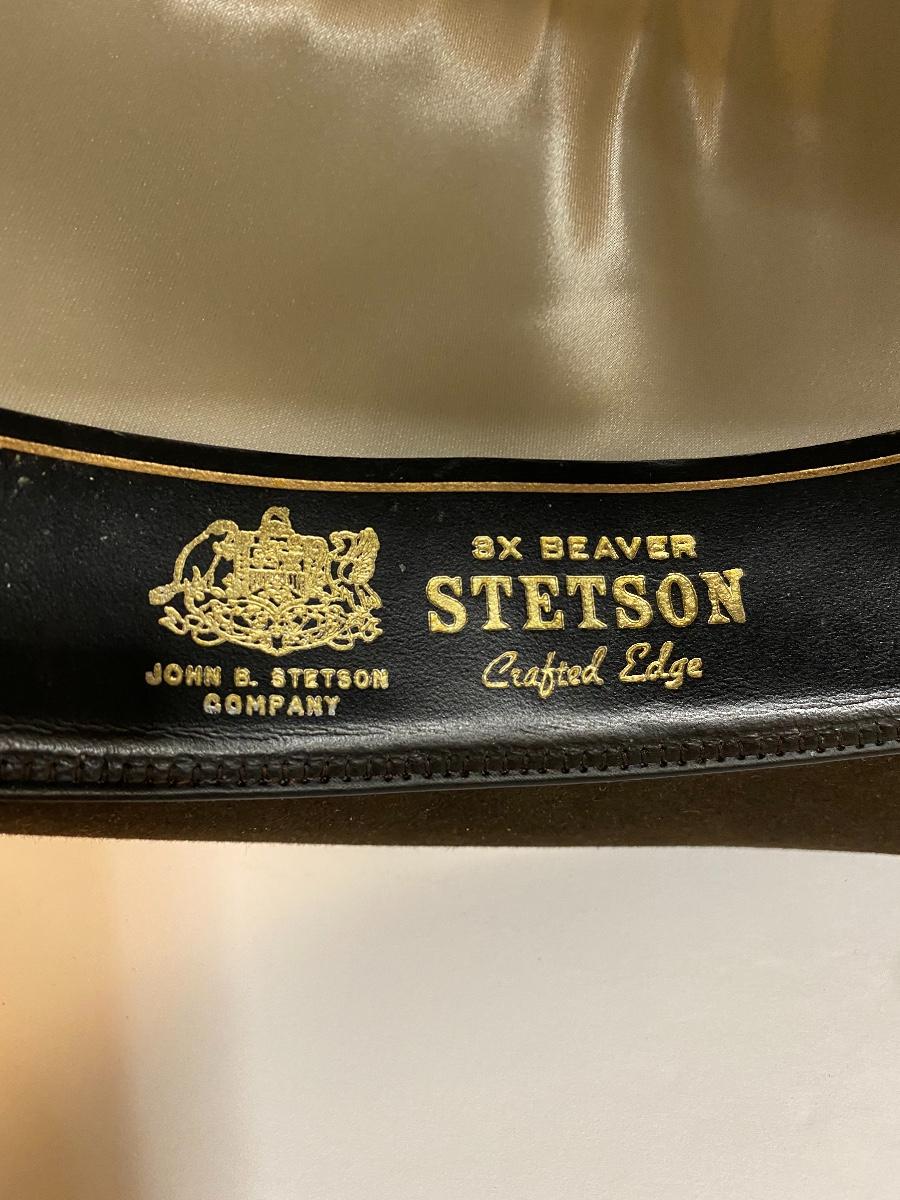 JOHN B. STETSON
COMPANY
3X BEAVER
STETSON
Crafted Edge